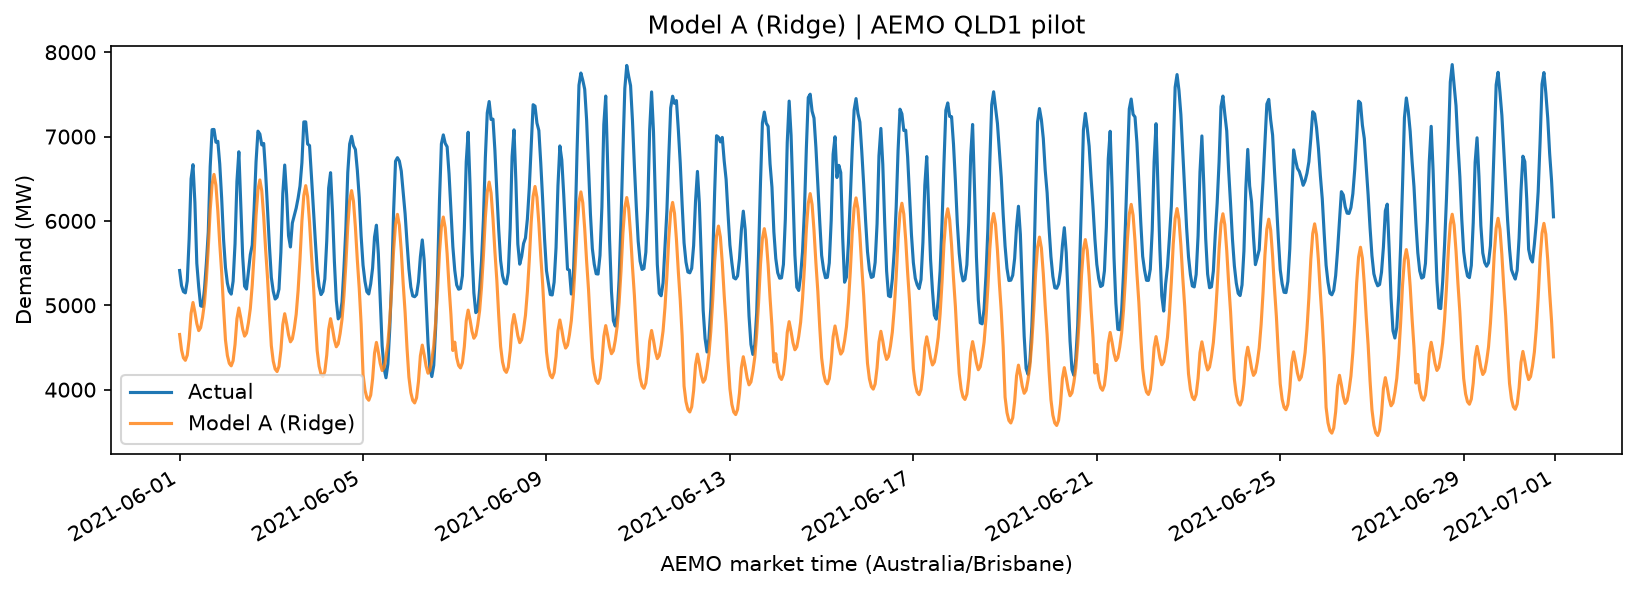 Model A (Ridge) | AEMO QLD1 pilot
Demand (MW)
8000
7000
6000
5000
4000
Actual
Model A (Ridge)
2021-06-01
2021-06-05
2021-06-09
2021-06-13
2021-06-17
2021-06-21
2021-06-25
2021-06-29
2021-07-01
AEMO market time (Australia/Brisbane)